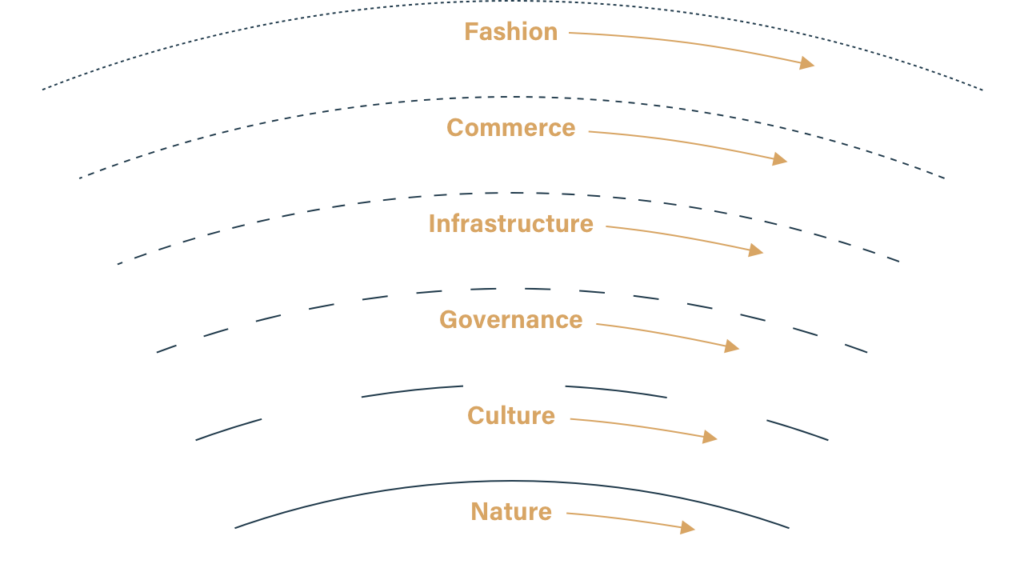 Fashion
Commerce
Infrastructure
Governance
Culture
Nature